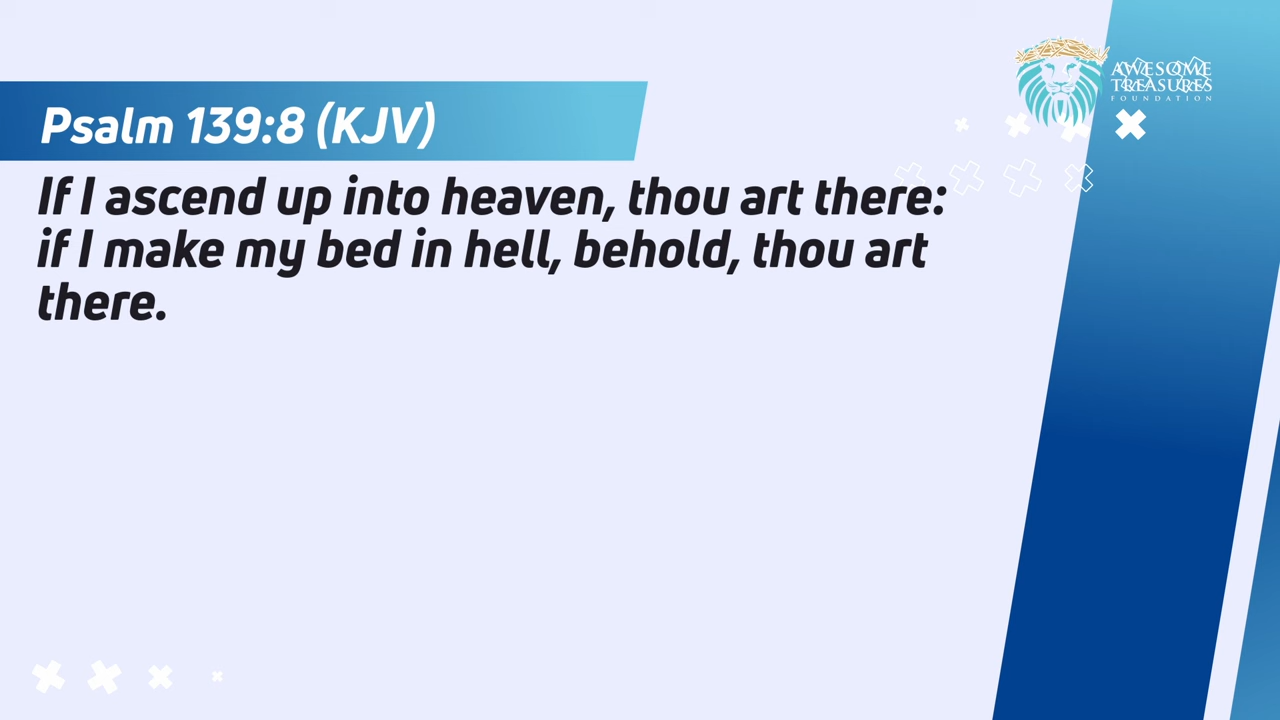 AWESOME
TREASURES
FOUNDATION
Psalm 139:8 (KJV)
If I ascend up into heaven, thou art there:
if I make my bed in hell, behold, thou art
there.